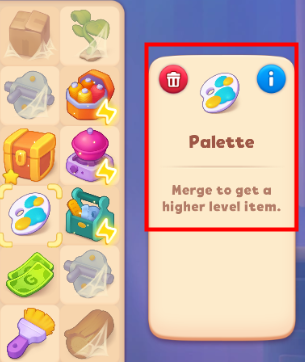 Palette
Merge to get a
higher level item.